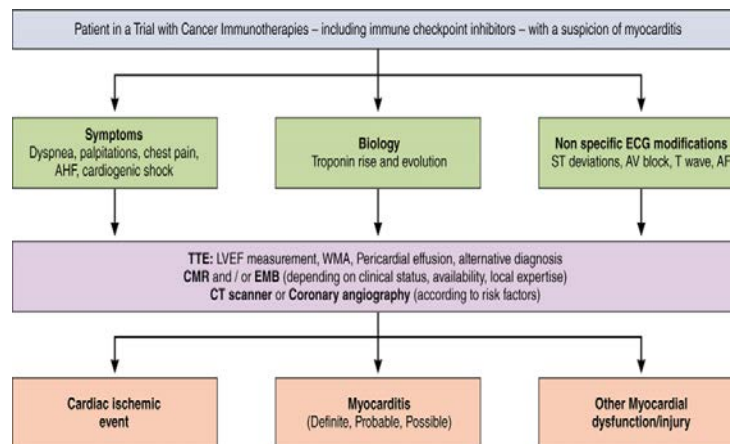 Patient in a Trial with Cancer Immunotherapies – including immune checkpoint inhibitors – with a suspicion of myocarditis
Symptoms
Dyspnea, palpitations, chest pain,
AHF, cardiogenic shock
Biology
Troponin rise and evolution
Non specific ECG modifications
ST deviations, AV block, T wave, AF
TTE: LVEF measurement, WMA, Pericardial effusion, alternative diagnosis
CMR and / or EMB (depending on clinical status, availability, local expertise)
CT scanner or Coronary angiography (according to risk factors)
Cardiac ischemic
event
Myocarditis
(Definite, Probable, Possible)
Other Myocardial
dysfunction/injury